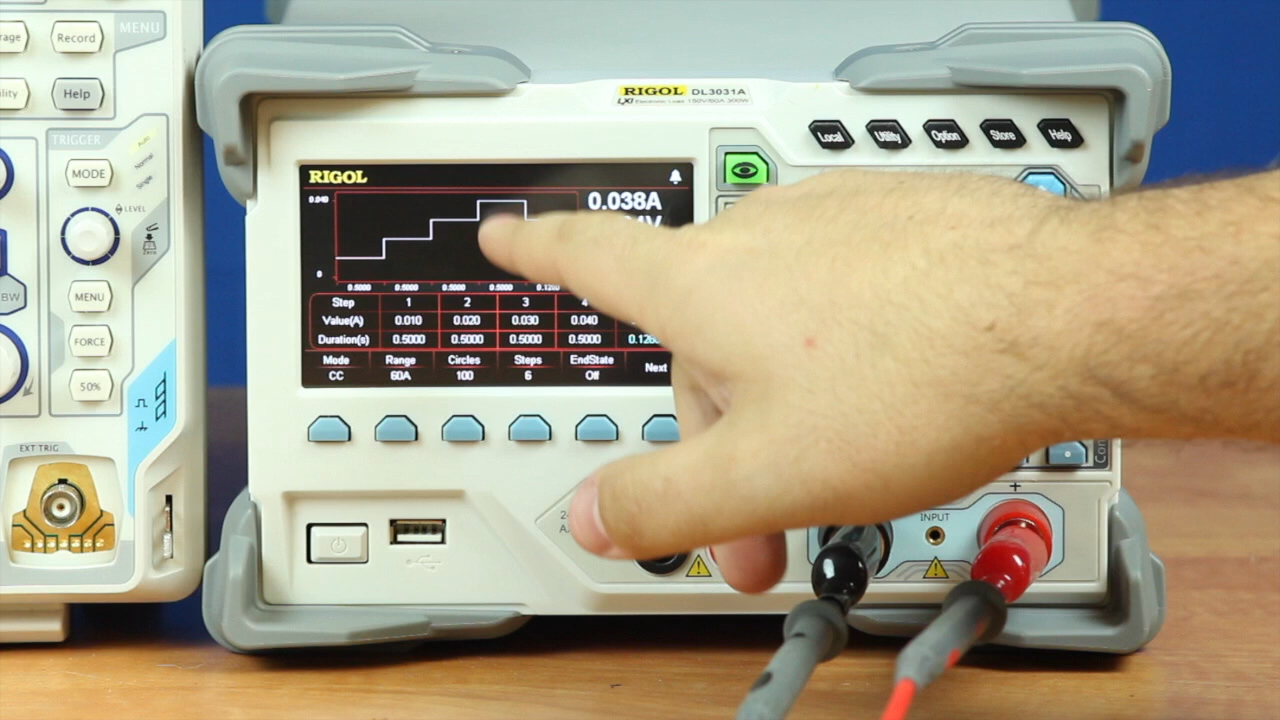 Record
MENU
Help
TRIGGER
Auto
Normal
Single
MODE
LEVEL
Zero
MENU
BW
FORCE
50%
EXT TRIG
RIGOL DL3031A
LXI Electronic Load 150V/60A 300W
Local Utility Option Store Help
RIGOL
0.040
0.038A
0
0.5000 0.5000 0.5000 0.5000
Step 1 2 3 4
Value(A) 0.010 0.020 0.030 0.040
Duration(s) 0.5000 0.5000 0.5000 0.5000
Mode Range Circles Steps EndState
CC 60A 100 6 Off Next
+
INPUT